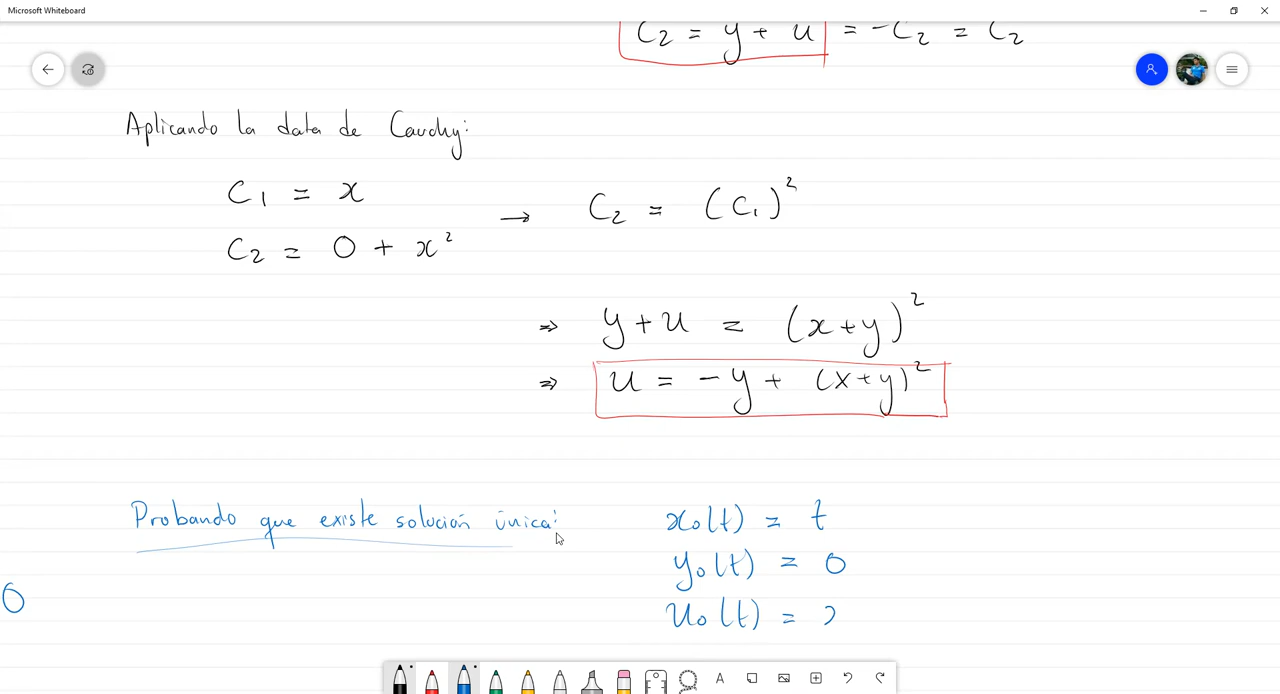 Microsoft Whiteboard
C₂ = y + u = -C₂ = C₂
Aplicando la data de Cauchy:
C₁ = x
C₂ = 0 + x²
→ C₂ = (C₁)²
⇒ y + u = (x+y)²
⇒ u = -y + (x+y)²
Probando que existe solución única:
x₀(t) = t
y₀(t) = 0
u₀(t) =
0
A